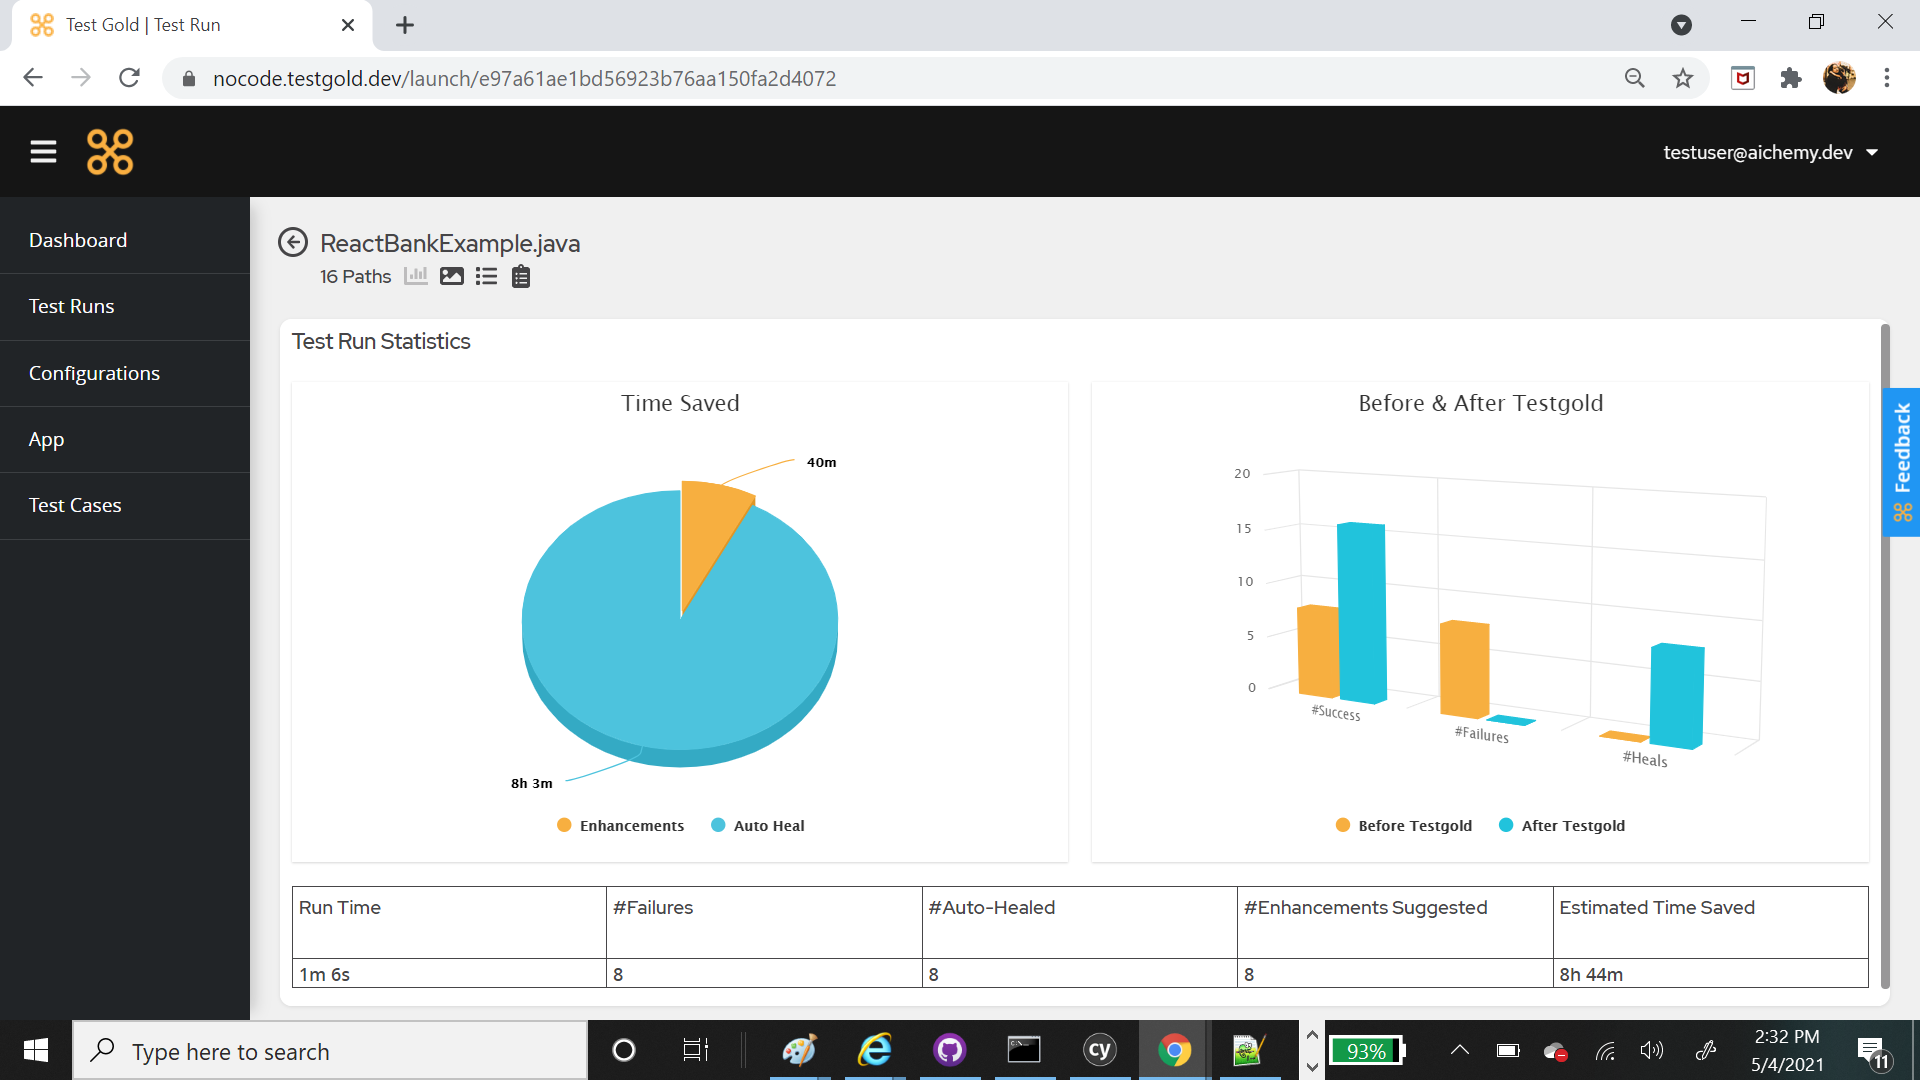 Test Gold | Test Run
nocode.testgold.dev/launch/e97a61ae1bd56923b76aa150fa2d4072
testuser@aichemy.dev
Dashboard
Test Runs
Configurations
App
Test Cases
ReactBankExample.java
16 Paths
Test Run Statistics
Time Saved
40m
8h 3m
Enhancements Auto Heal
Before & After Testgold
20
15
10
5
0
#Success
#Failures
#Heals
Before Testgold After Testgold
Feedback
Run Time #Failures #Auto-Healed #Enhancements Suggested Estimated Time Saved
1m 6s 8 8 8 8h 44m
Type here to search
cy
93%
2:32 PM
5/4/2021
11